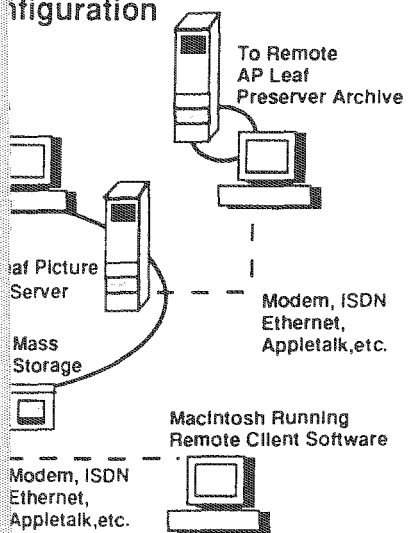 nfiguration
To Remote
AP Leaf
Preserver Archive
eaf Picture
Server
Modem, ISDN
Ethernet,
Appletalk,etc.
Mass
Storage
Macintosh Running
Remote Client Software
Modem, ISDN
Ethernet,
Appletalk,etc.